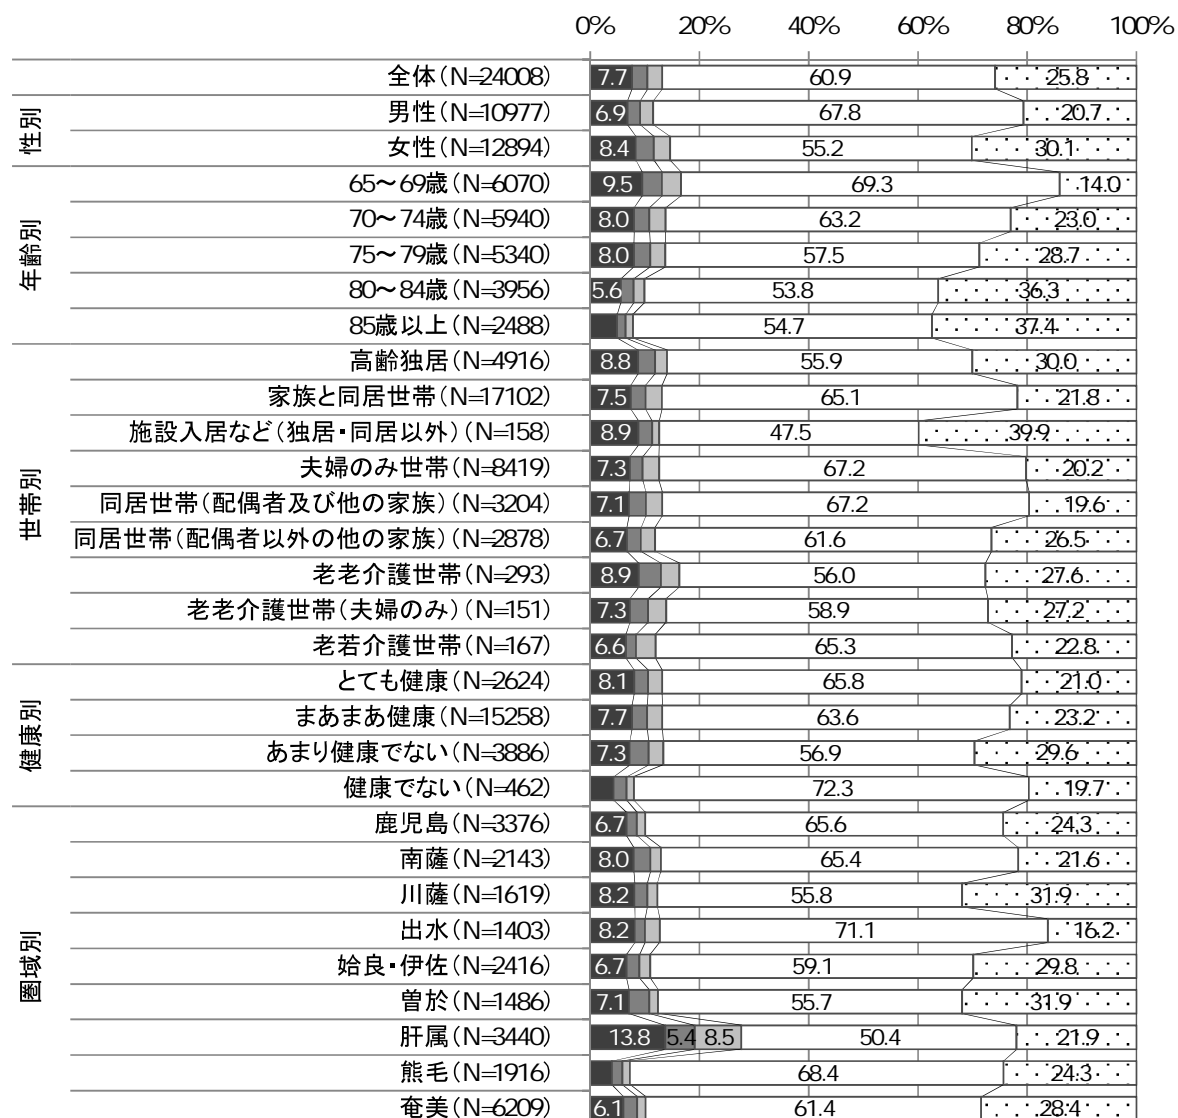 0% 20% 40% 60% 80% 100%
全体(N=24008) 7.7 60.9 25.8
性別
男性(N=10977) 6.9 67.8 20.7
女性(N=12894) 8.4 55.2 30.1
年齢別
65～69歳(N=6070) 9.5 69.3 14.0
70～74歳(N=5940) 8.0 63.2 23.0
75～79歳(N=5340) 8.0 57.5 28.7
80～84歳(N=3956) 5.6 53.8 36.3
85歳以上(N=2488) 54.7 37.4
世帯別
高齢独居(N=4916) 8.8 55.9 30.0
家族と同居世帯(N=17102) 7.5 65.1 21.8
施設入居など(独居・同居以外)(N=158) 8.9 47.5 39.9
夫婦のみ世帯(N=8419) 7.3 67.2 20.2
同居世帯(配偶者及び他の家族)(N=3204) 7.1 67.2 19.6
同居世帯(配偶者以外の他の家族)(N=2878) 6.7 61.6 26.5
老老介護世帯(N=293) 8.9 56.0 27.6
老老介護世帯(夫婦のみ)(N=151) 7.3 58.9 27.2
老若介護世帯(N=167) 6.6 65.3 22.8
健康別
とても健康(N=2624) 8.1 65.8 21.0
まあまあ健康(N=15258) 7.7 63.6 23.2
あまり健康でない(N=3886) 7.3 56.9 29.6
健康でない(N=462) 72.3 19.7
圏域別
鹿児島(N=3376) 6.7 65.6 24.3
南薩(N=2143) 8.0 65.4 21.6
川薩(N=1619) 8.2 55.8 31.9
出水(N=1403) 8.2 71.1 16.2
姶良・伊佐(N=2416) 6.7 59.1 29.8
曽於(N=1486) 7.1 55.7 31.9
肝属(N=3440) 13.8 5.4 8.5 50.4 21.9
熊毛(N=1916) 68.4 24.3
奄美(N=6209) 6.1 61.4 28.4